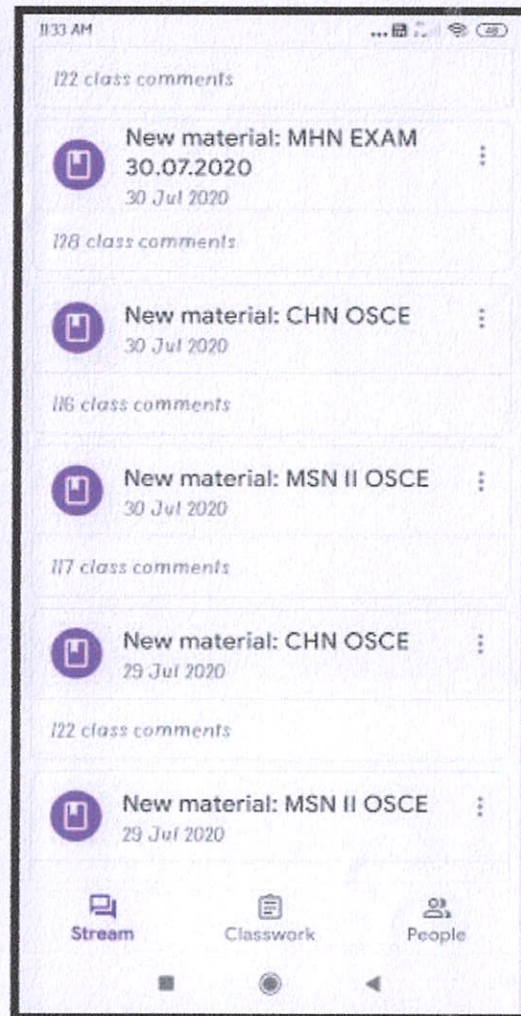 11:33 AM
48
122 class comments
New material: MHN EXAM
30.07.2020
30 Jul 2020
128 class comments
New material: CHN OSCE
30 Jul 2020
116 class comments
New material: MSN II OSCE
30 Jul 2020
117 class comments
New material: CHN OSCE
29 Jul 2020
122 class comments
New material: MSN II OSCE
29 Jul 2020
Stream
Classwork
People